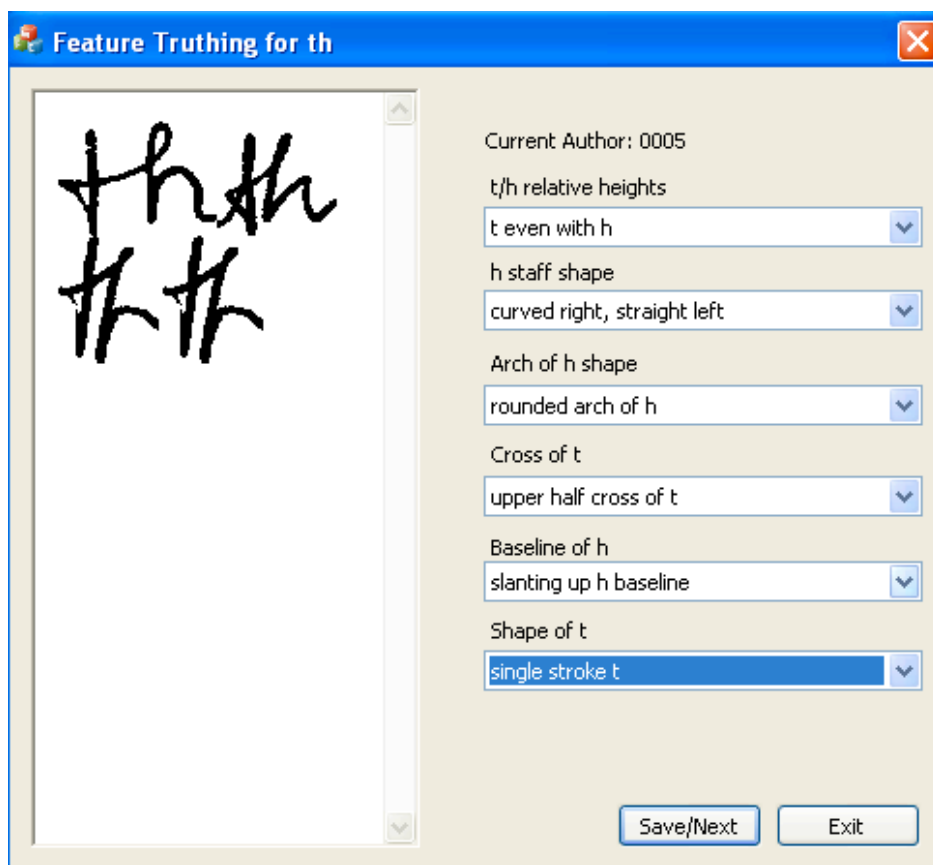 Feature Truthing for th
th th
th th
Current Author: 0005
t/h relative heights
t even with h
h staff shape
curved right, straight left
Arch of h shape
rounded arch of h
Cross of t
upper half cross of t
Baseline of h
slanting up h baseline
Shape of t
single stroke t
Save/Next Exit